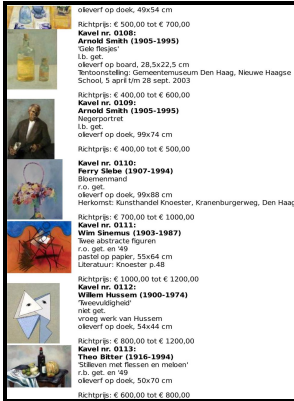 olieverf op doek, 49x54 cm
Richtprijs: € 500,00 tot € 700,00
Kavel nr. 0108:
Arnold Smith (1905-1995)
'Gele flesjes'
l.b. get.
olieverf op board, 28,5x22,5 cm
Tentoonstelling: Gemeentemuseum Den Haag, Nieuwe Haagse
School, 5 april t/m 28 sept. 2003
Richtprijs: € 400,00 tot € 600,00
Kavel nr. 0109:
Arnold Smith (1905-1995)
Negerportret
l.b. get.
olieverf op doek, 99x74 cm
Richtprijs: € 400,00 tot € 500,00
Kavel nr. 0110:
Ferry Slebe (1907-1994)
Bloemenmand
r.o. get.
olieverf op doek, 99x88 cm
Herkomst: Kunsthandel Knoester, Kranenburgerweg, Den Haag
Richtprijs: € 700,00 tot € 1000,00
Kavel nr. 0111:
Wim Sinemus (1903-1987)
Twee abstracte figuren
r.o. get. en '49
pastel op papier, 55x64 cm
Literatuur: Knoester p.48
Richtprijs: € 1000,00 tot € 1200,00
Kavel nr. 0112:
Willem Hussem (1900-1974)
'Tweevuldigheid'
niet get.
vroeg werk van Hussem
olieverf op doek, 54x44 cm
Richtprijs: € 800,00 tot € 1200,00
Kavel nr. 0113:
Theo Bitter (1916-1994)
'Stilleven met flessen en meloen'
r.b. get. en '49
olieverf op doek, 50x70 cm
Richtprijs: € 600,00 tot € 800,00